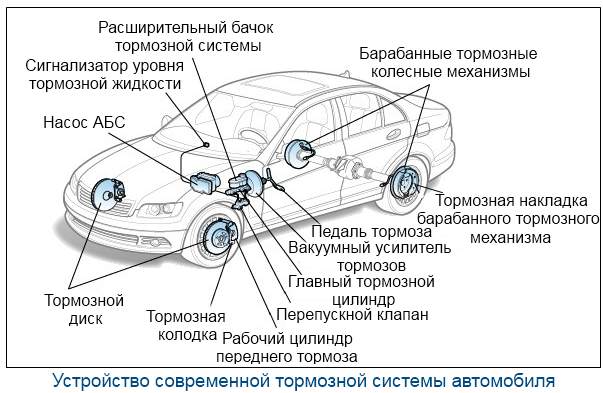 Расширительный бачок
тормозной системы
Сигнализатор уровня
тормозной жидкости
Насос АБС
Барабанные тормозные
колесные механизмы
Тормозная накладка
барабанного тормозного
механизма
Педаль тормоза
Вакуумный усилитель
тормозов
Главный тормозной
цилиндр
Перепускной клапан
Рабочий цилиндр
переднего тормоза
Тормозная
колодка
Тормозной
диск
Устройство современной тормозной системы автомобиля